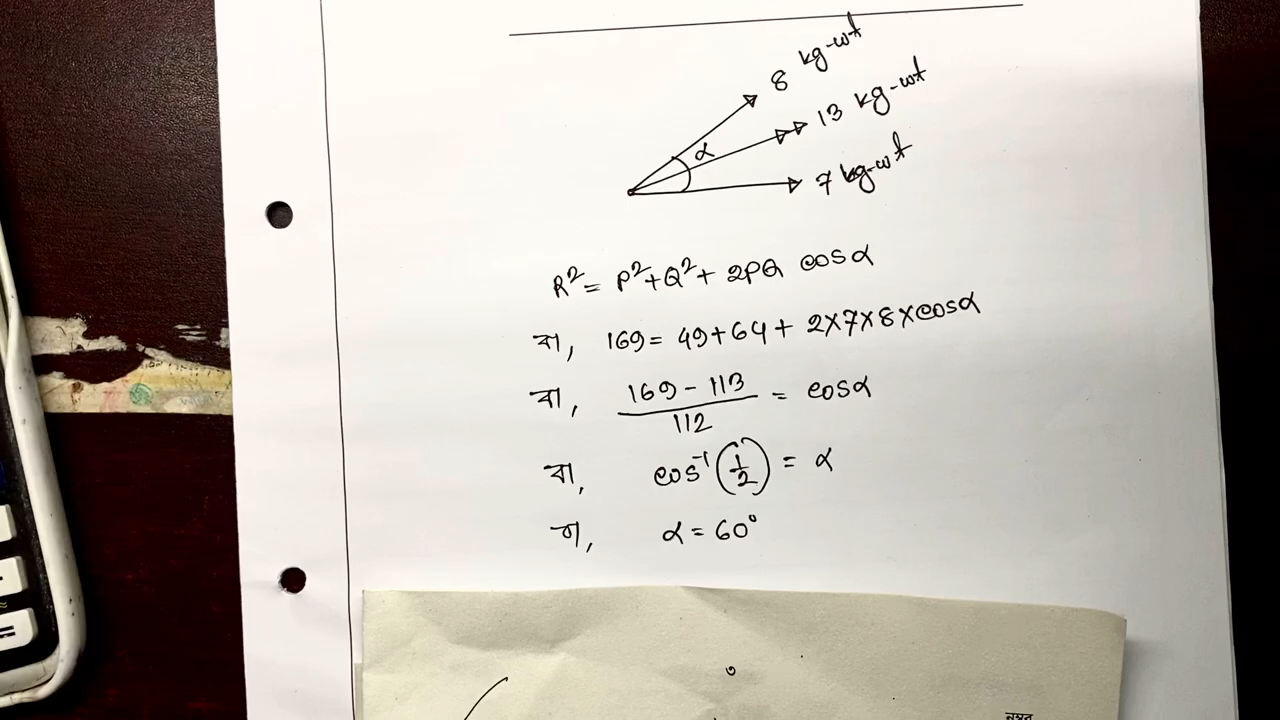 8 kg-wt
13 kg-wt
α
7 kg-wt
R² = P² + Q² + 2PQ cosα
বা, 169 = 49 + 64 + 2×7×8×cosα
বা, (169 - 113)/112 = cosα
বা, cos⁻¹(1/2) = α
বা, α = 60°